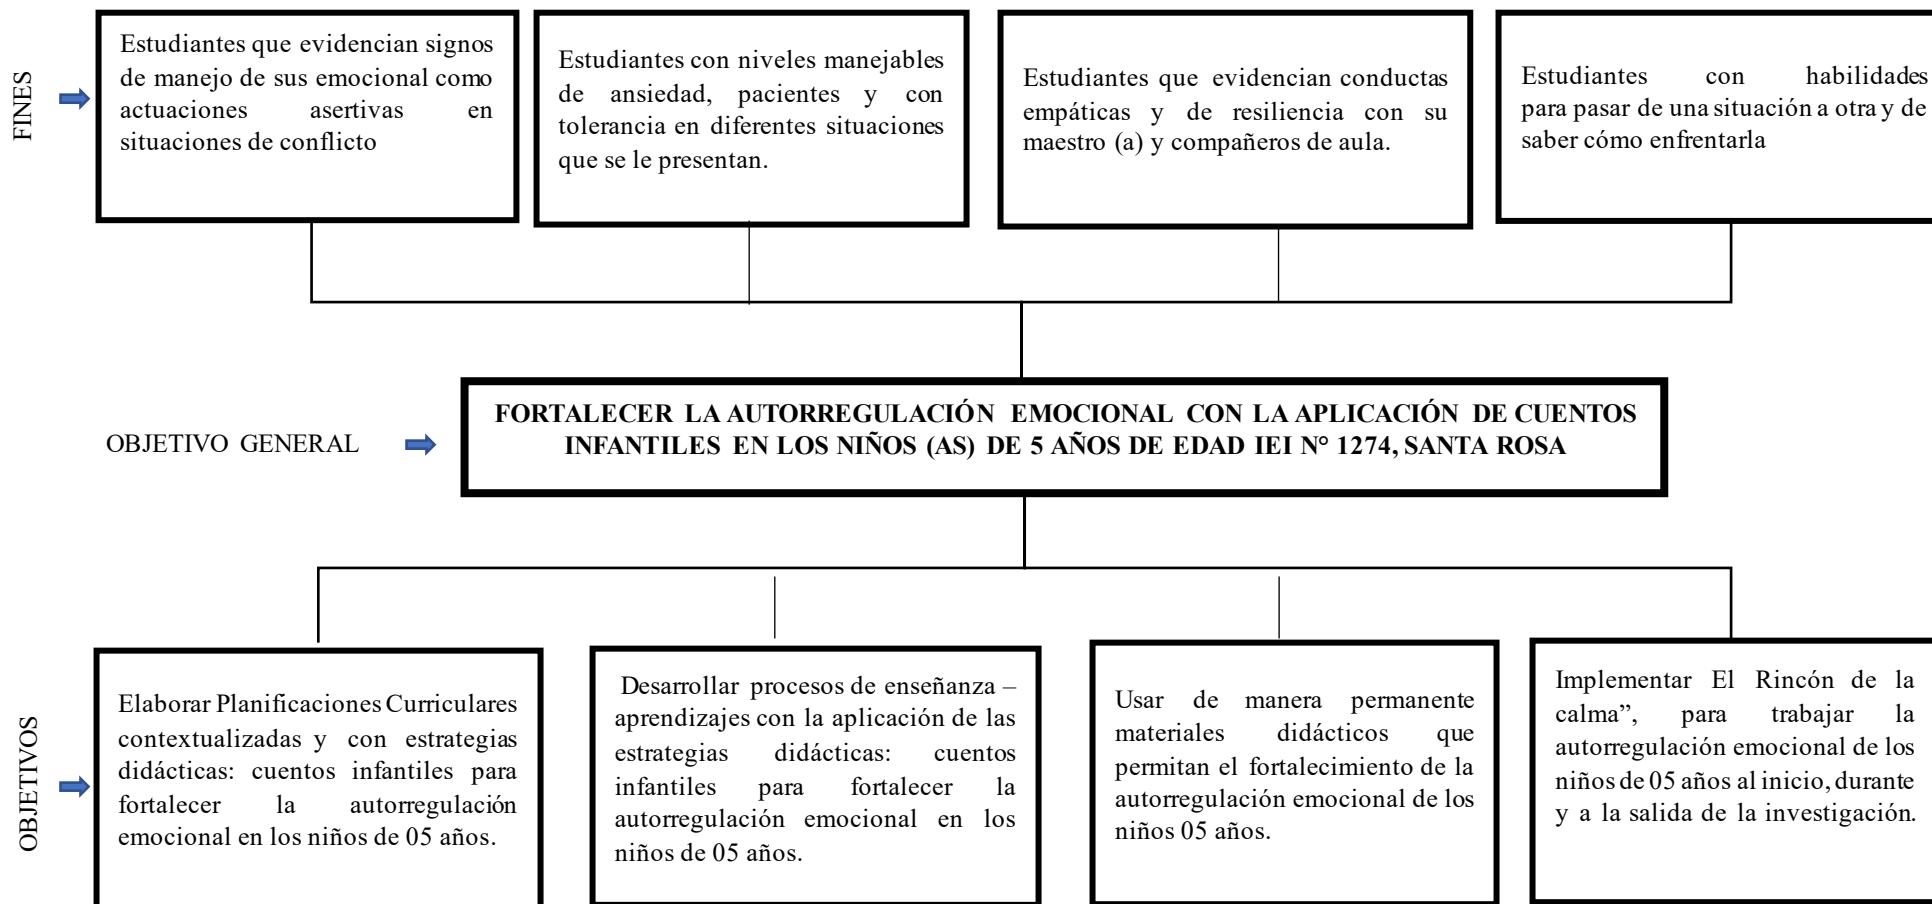 FINES
Estudiantes que evidencian signos
de manejo de sus emocional como
actuaciones asertivas en
situaciones de conflicto
Estudiantes con niveles manejables
de ansiedad, pacientes y con
tolerancia en diferentes situaciones
que se le presentan.
Estudiantes que evidencian conductas
empáticas y de resiliencia con su
maestro (a) y compañeros de aula.
Estudiantes con habilidades
para pasar de una situación a otra y de
saber cómo enfrentarla
OBJETIVO GENERAL
FORTALECER LA AUTORREGULACIÓN EMOCIONAL CON LA APLICACIÓN DE CUENTOS
INFANTILES EN LOS NIÑOS (AS) DE 5 AÑOS DE EDAD IEI N° 1274, SANTA ROSA
OBJETIVOS
Elaborar Planificaciones Curriculares
contextualizadas y con estrategias
didácticas: cuentos infantiles para
fortalecer la autorregulación
emocional en los niños de 05 años.
Desarrollar procesos de enseñanza –
aprendizajes con la aplicación de las
estrategias didácticas: cuentos
infantiles para fortalecer la
autorregulación emocional en los
niños de 05 años.
Usar de manera permanente
materiales didácticos que
permitan el fortalecimiento de la
autorregulación emocional de los
niños 05 años.
Implementar El Rincón de la
calma”, para trabajar la
autorregulación emocional de los
niños de 05 años al inicio, durante
y a la salida de la investigación.